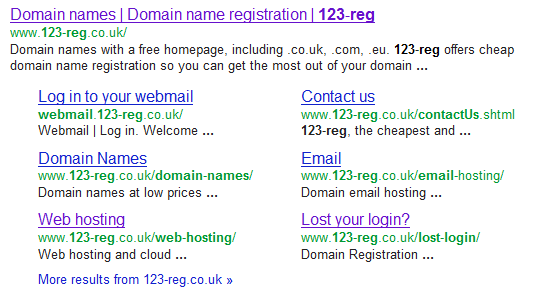 Domain names | Domain name registration | 123-reg
www.123-reg.co.uk/
Domain names with a free homepage, including .co.uk, .com, .eu. 123-reg offers cheap
domain name registration so you can get the most out of your domain ...
Log in to your webmail
webmail.123-reg.co.uk/
Webmail | Log in. Welcome ...
Contact us
www.123-reg.co.uk/contactUs.shtml
123-reg, the cheapest and ...
Domain Names
www.123-reg.co.uk/domain-names/
Domain names at low prices ...
Email
www.123-reg.co.uk/email-hosting/
Domain email hosting ...
Web hosting
www.123-reg.co.uk/web-hosting/
Web hosting and cloud ...
Lost your login?
www.123-reg.co.uk/lost-login/
Domain Registration ...
More results from 123-reg.co.uk »